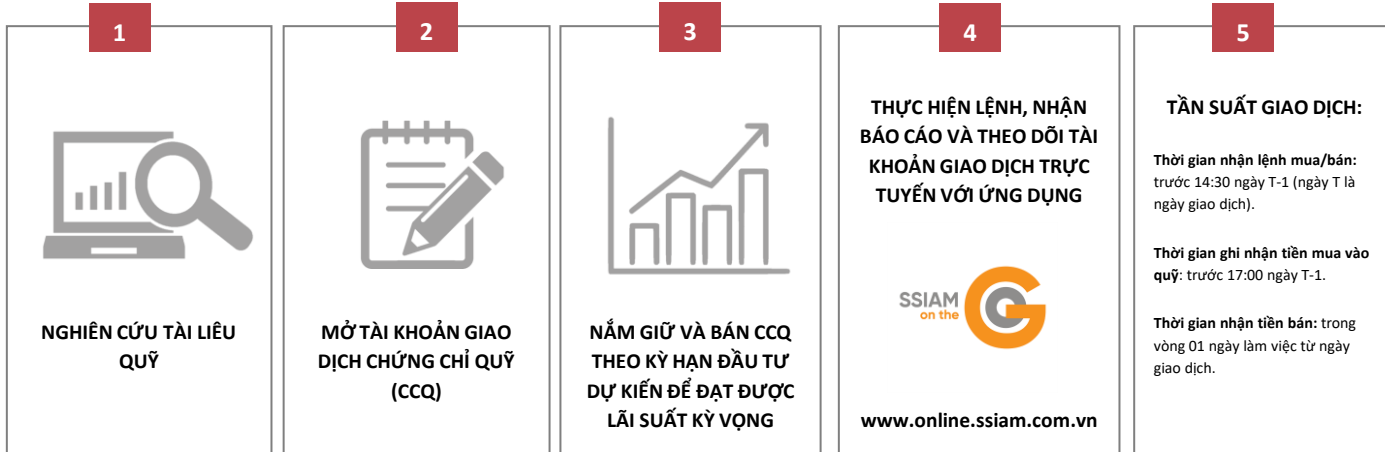 1
NGHIÊN CỨU TÀI LIÊU
QUỸ
2
MỞ TÀI KHOẢN GIAO
DỊCH CHỨNG CHỈ QUỸ
(CCQ)
3
NẮM GIỮ VÀ BÁN CCQ
THEO KỲ HẠN ĐẦU TƯ
DỰ KIẾN ĐỂ ĐẠT ĐƯỢC
LÃI SUẤT KỲ VỌNG
4
THỰC HIỆN LỆNH, NHẬN
BÁO CÁO VÀ THEO DÕI TÀI
KHOẢN GIAO DỊCH TRỰC
TUYẾN VỚI ỨNG DỤNG
SSIAM
on the
GO
www.online.ssiam.com.vn
5
TẦN SUẤT GIAO DỊCH:
Thời gian nhận lệnh mua/bán:
trước 14:30 ngày T-1 (ngày T là
ngày giao dịch).
Thời gian ghi nhận tiền mua vào
quỹ: trước 17:00 ngày T-1.
Thời gian nhận tiền bán: trong
vòng 01 ngày làm việc từ ngày
giao dịch.